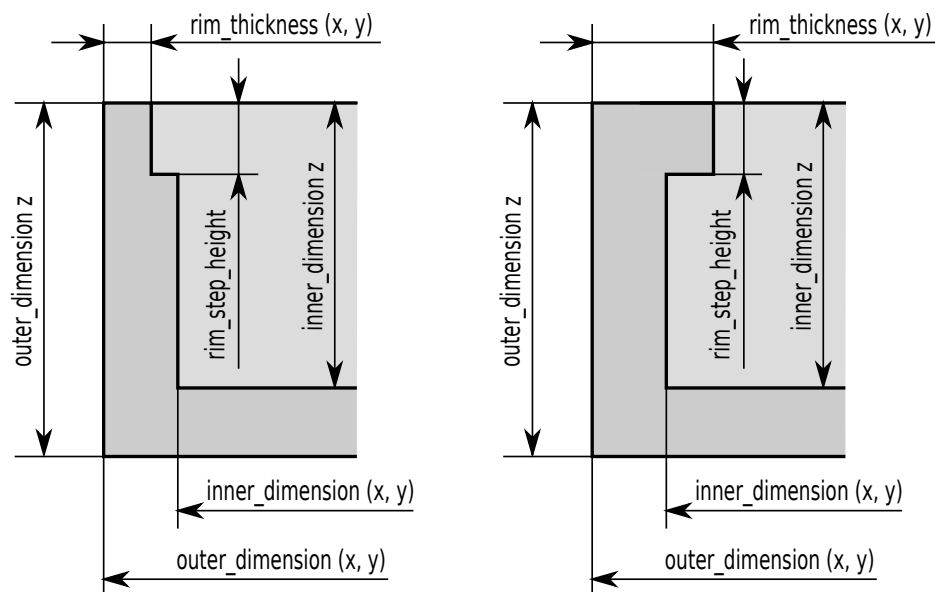 rim_thickness (x, y)
rim_thickness (x, y)
outer_dimension z
rim_step_height
inner_dimension z
outer_dimension z
rim_step_height
inner_dimension z
inner_dimension (x, y)
inner_dimension (x, y)
outer_dimension (x, y)
outer_dimension (x, y)